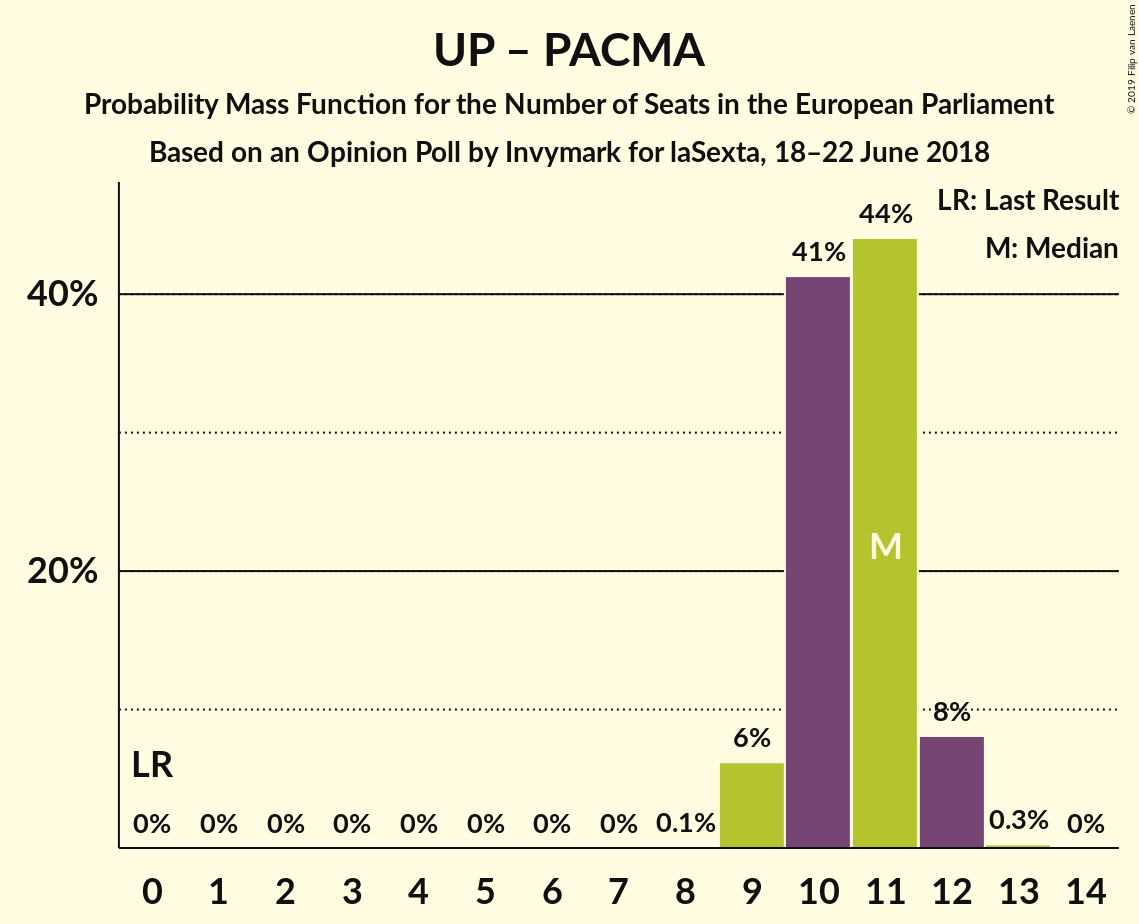 UP – PACMA
Probability Mass Function for the Number of Seats in the European Parliament
Based on an Opinion Poll by Invymark for laSexta, 18–22 June 2018
© 2019 Filip van Laenen
LR: Last Result
M: Median
40%
20%
LR
M
0% 0% 0% 0% 0% 0% 0% 0% 0.1% 6% 41% 44% 8% 0.3% 0%
0 1 2 3 4 5 6 7 8 9 10 11 12 13 14